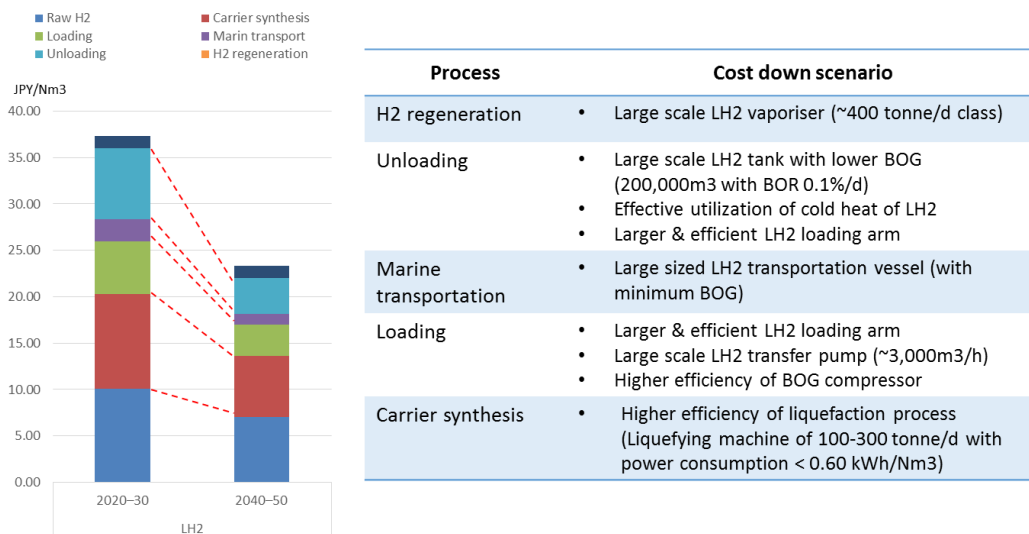 Raw H2
Carrier synthesis
Loading
Marin transport
Unloading
H2 regeneration
JPY/Nm3
40.00
35.00
30.00
25.00
20.00
15.00
10.00
5.00
0.00
2020–30
2040–50
LH2
Process
Cost down scenario
H2 regeneration
• Large scale LH2 vaporiser (~400 tonne/d class)
Unloading
• Large scale LH2 tank with lower BOG
(200,000m3 with BOR 0.1%/d)
• Effective utilization of cold heat of LH2
• Larger & efficient LH2 loading arm
Marine
transportation
• Large sized LH2 transportation vessel (with
minimum BOG)
Loading
• Larger & efficient LH2 loading arm
• Large scale LH2 transfer pump (~3,000m3/h)
• Higher efficiency of BOG compressor
Carrier synthesis
• Higher efficiency of liquefaction process
(Liquefying machine of 100-300 tonne/d with
power consumption < 0.60 kWh/Nm3)